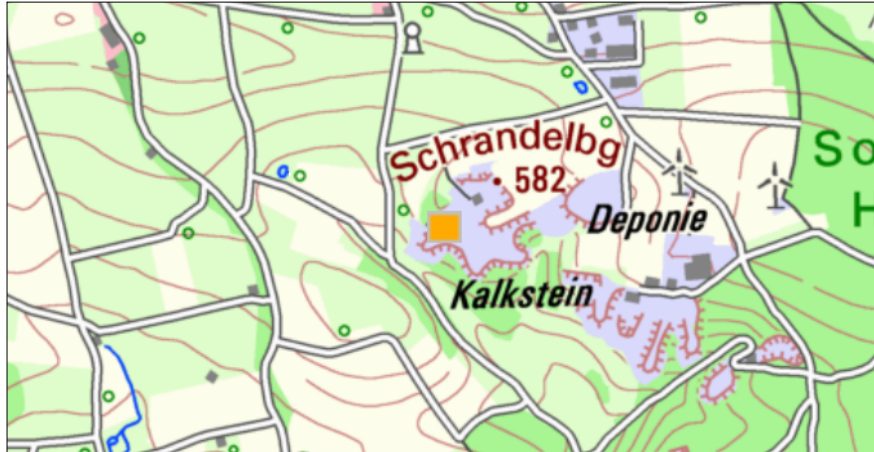 Schrandelbg
582
So
H
Deponie
Kalkstein